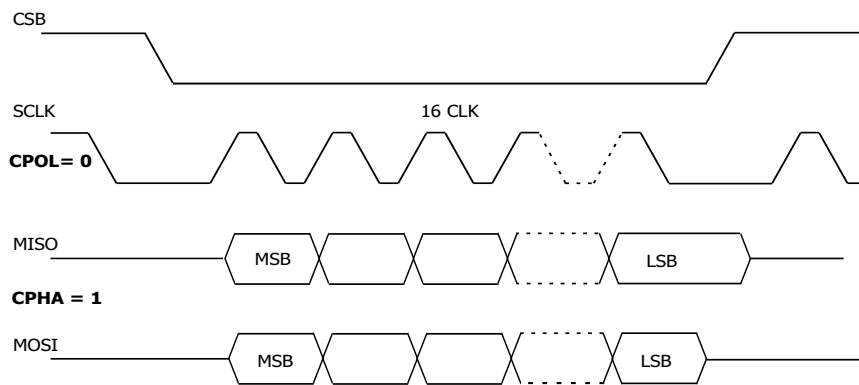 CSB
SCLK
16 CLK
CPOL= 0
MISO
MSB
LSB
CPHA = 1
MOSI
MSB
LSB